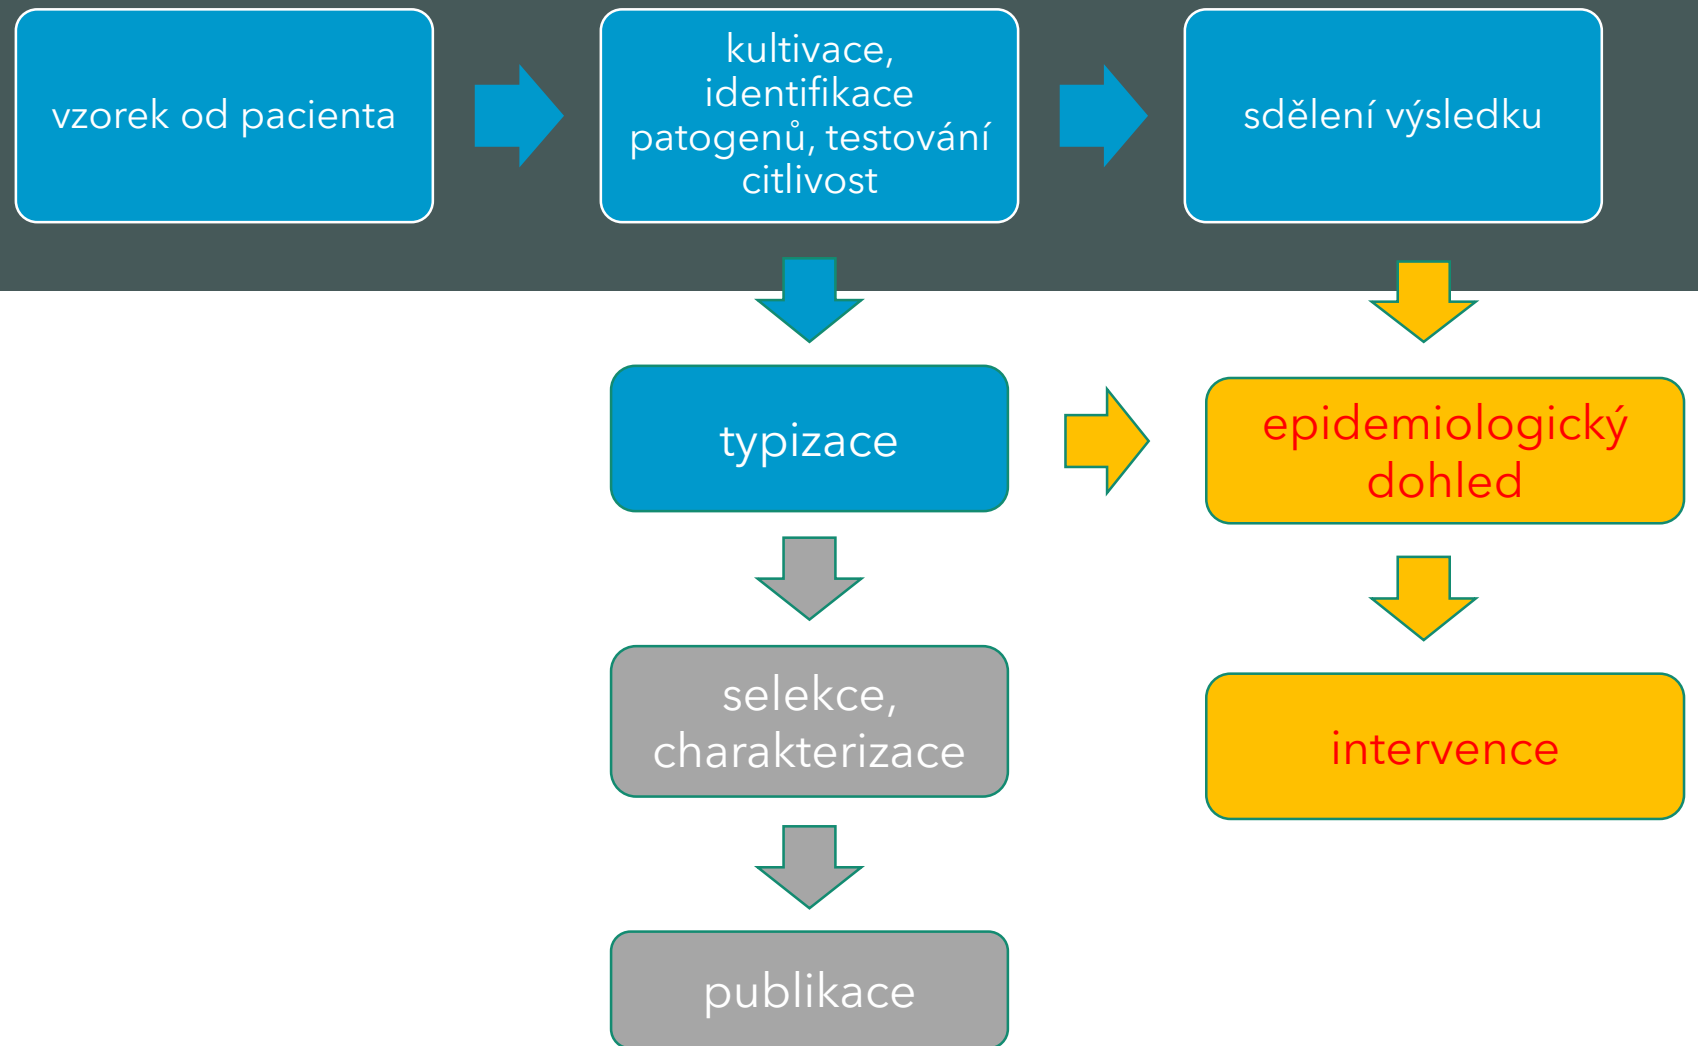 vzorek od pacienta
kultivace,
identifikace
patogenů, testování
citlivost
sdělení výsledku
typizace
epidemiologický
dohled
selekce,
charakterizace
intervence
publikace